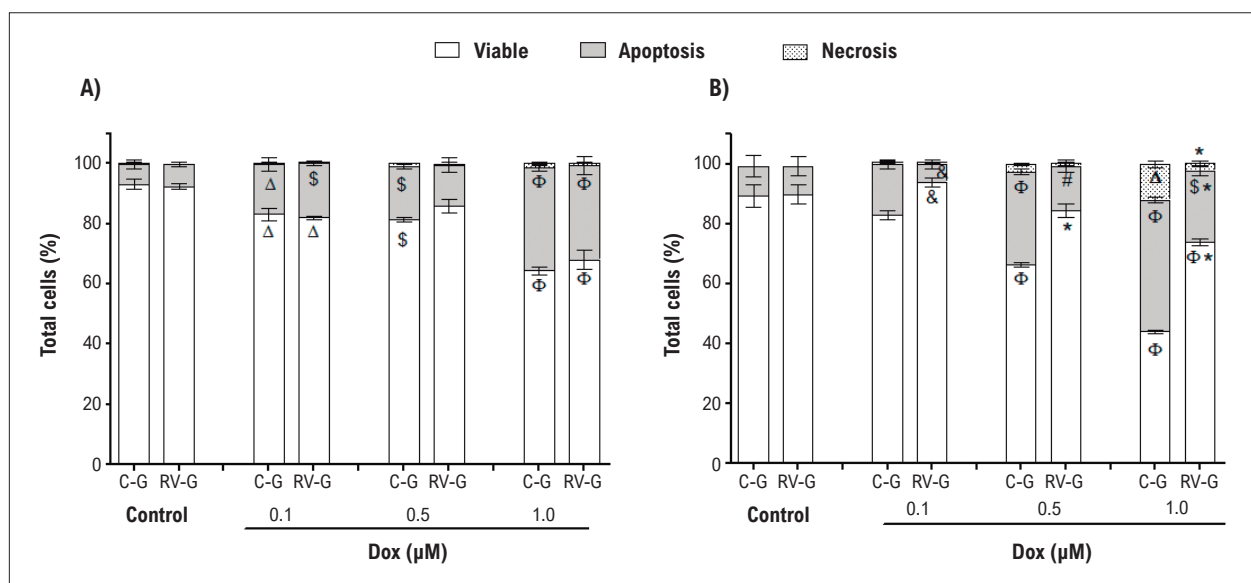 Viable Apoptosis Necrosis
A)
Total cells (%)
100
80
60
40
20
0
Δ $ $ Φ Φ
Δ Δ $ Φ Φ
C-G RV-G C-G RV-G C-G RV-G C-G RV-G
Control 0.1 0.5 1.0
Dox (µM)
B)
Total cells (%)
100
80
60
40
20
0
*
& Φ # Δ $ *
& Φ * Φ Φ *
Φ
C-G RV-G C-G RV-G C-G RV-G C-G RV-G
Control 0.1 0.5 1.0
Dox (µM)